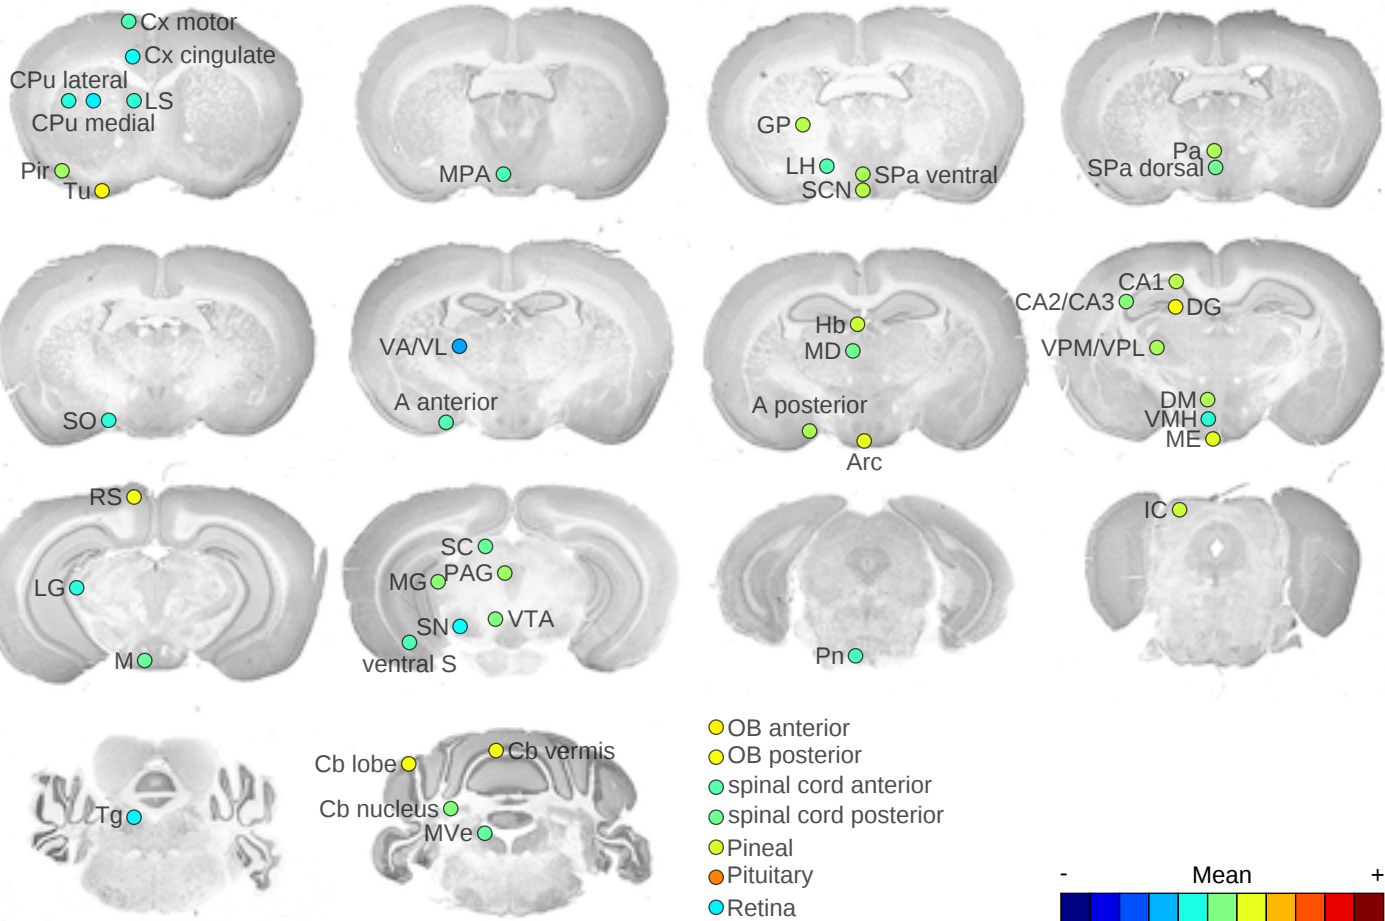 Cx motor
Cx cingulate
CPu lateral
LS
CPu medial
Pir
Tu
MPA
GP
LH
SPa ventral
SCN
Pa
SPa dorsal
SO
VA/VL
A anterior
Hb
MD
A posterior
Arc
CA1
CA2/CA3
DG
VPM/VPL
DM
VMH
ME
RS
LG
M
SC
MG
PAG
SN
VTA
ventral S
Pn
IC
Tg
Cb lobe
Cb vermis
Cb nucleus
MVe
OB anterior
OB posterior
spinal cord anterior
spinal cord posterior
Pineal
Pituitary
Retina
- Mean +